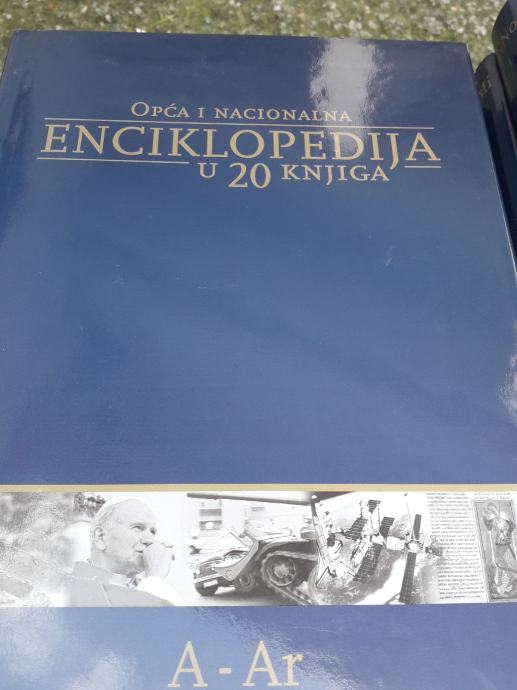 OPĆA I NACIONALNA
ENCIKLOPEDIJA
U 20 KNJIGA
A - Ar